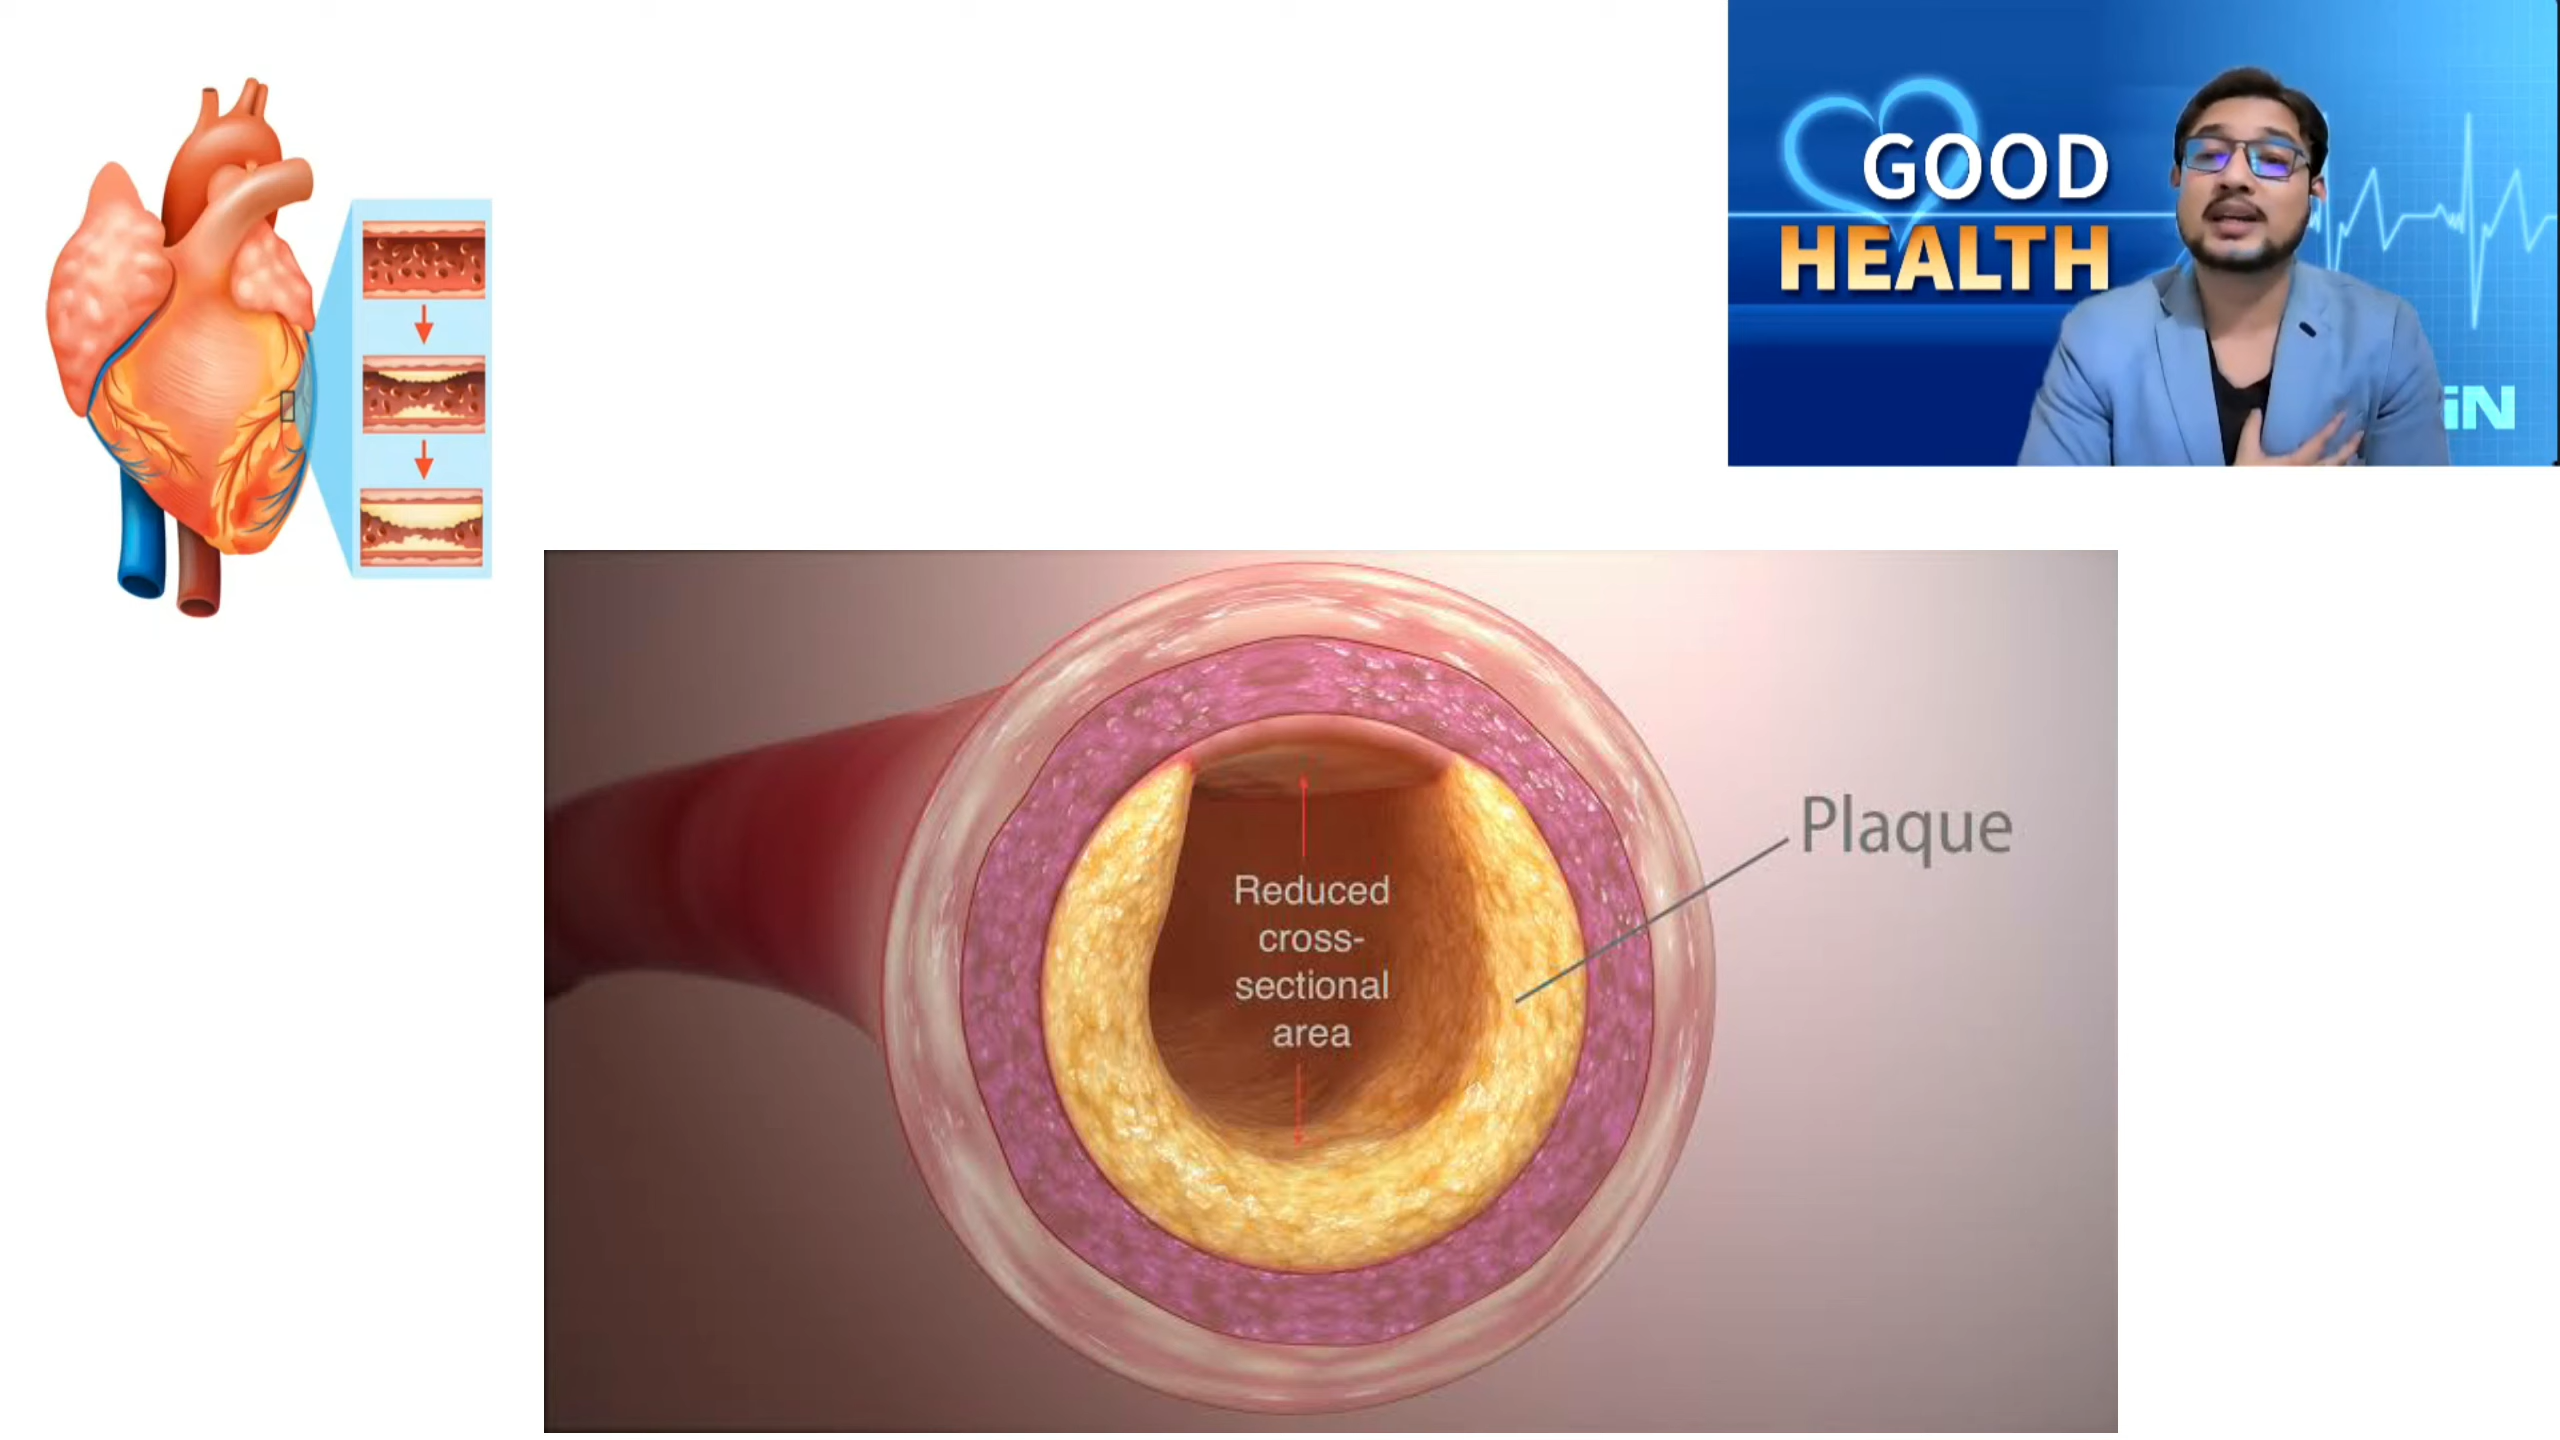 GOOD
HEALTH
iN
Plaque
Reduced
cross-
sectional
area